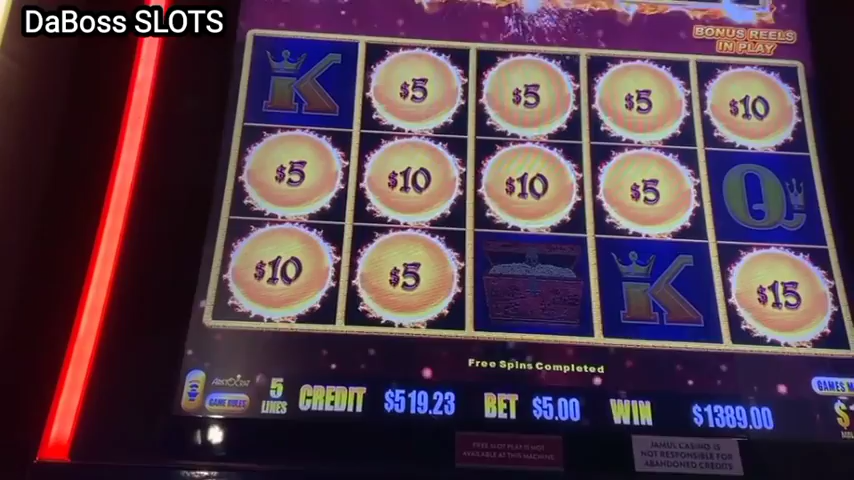 DaBoss SLOTS
BONUS REELS
IN PLAY
K $5 $5 $5 $10
$5 $10 $10 $5 Q
$10 $5 K $15
Free Spins Completed
ARISTOCRAT
GAME RULES
5
LINES
CREDIT $519.23 BET $5.00 WIN $1389.00
GAMES
FREE SLOT PLAY IS NOT
AVAILABLE AT THIS MACHINE
JAMUL CASINO IS
NOT RESPONSIBLE FOR
ABANDONED CREDITS